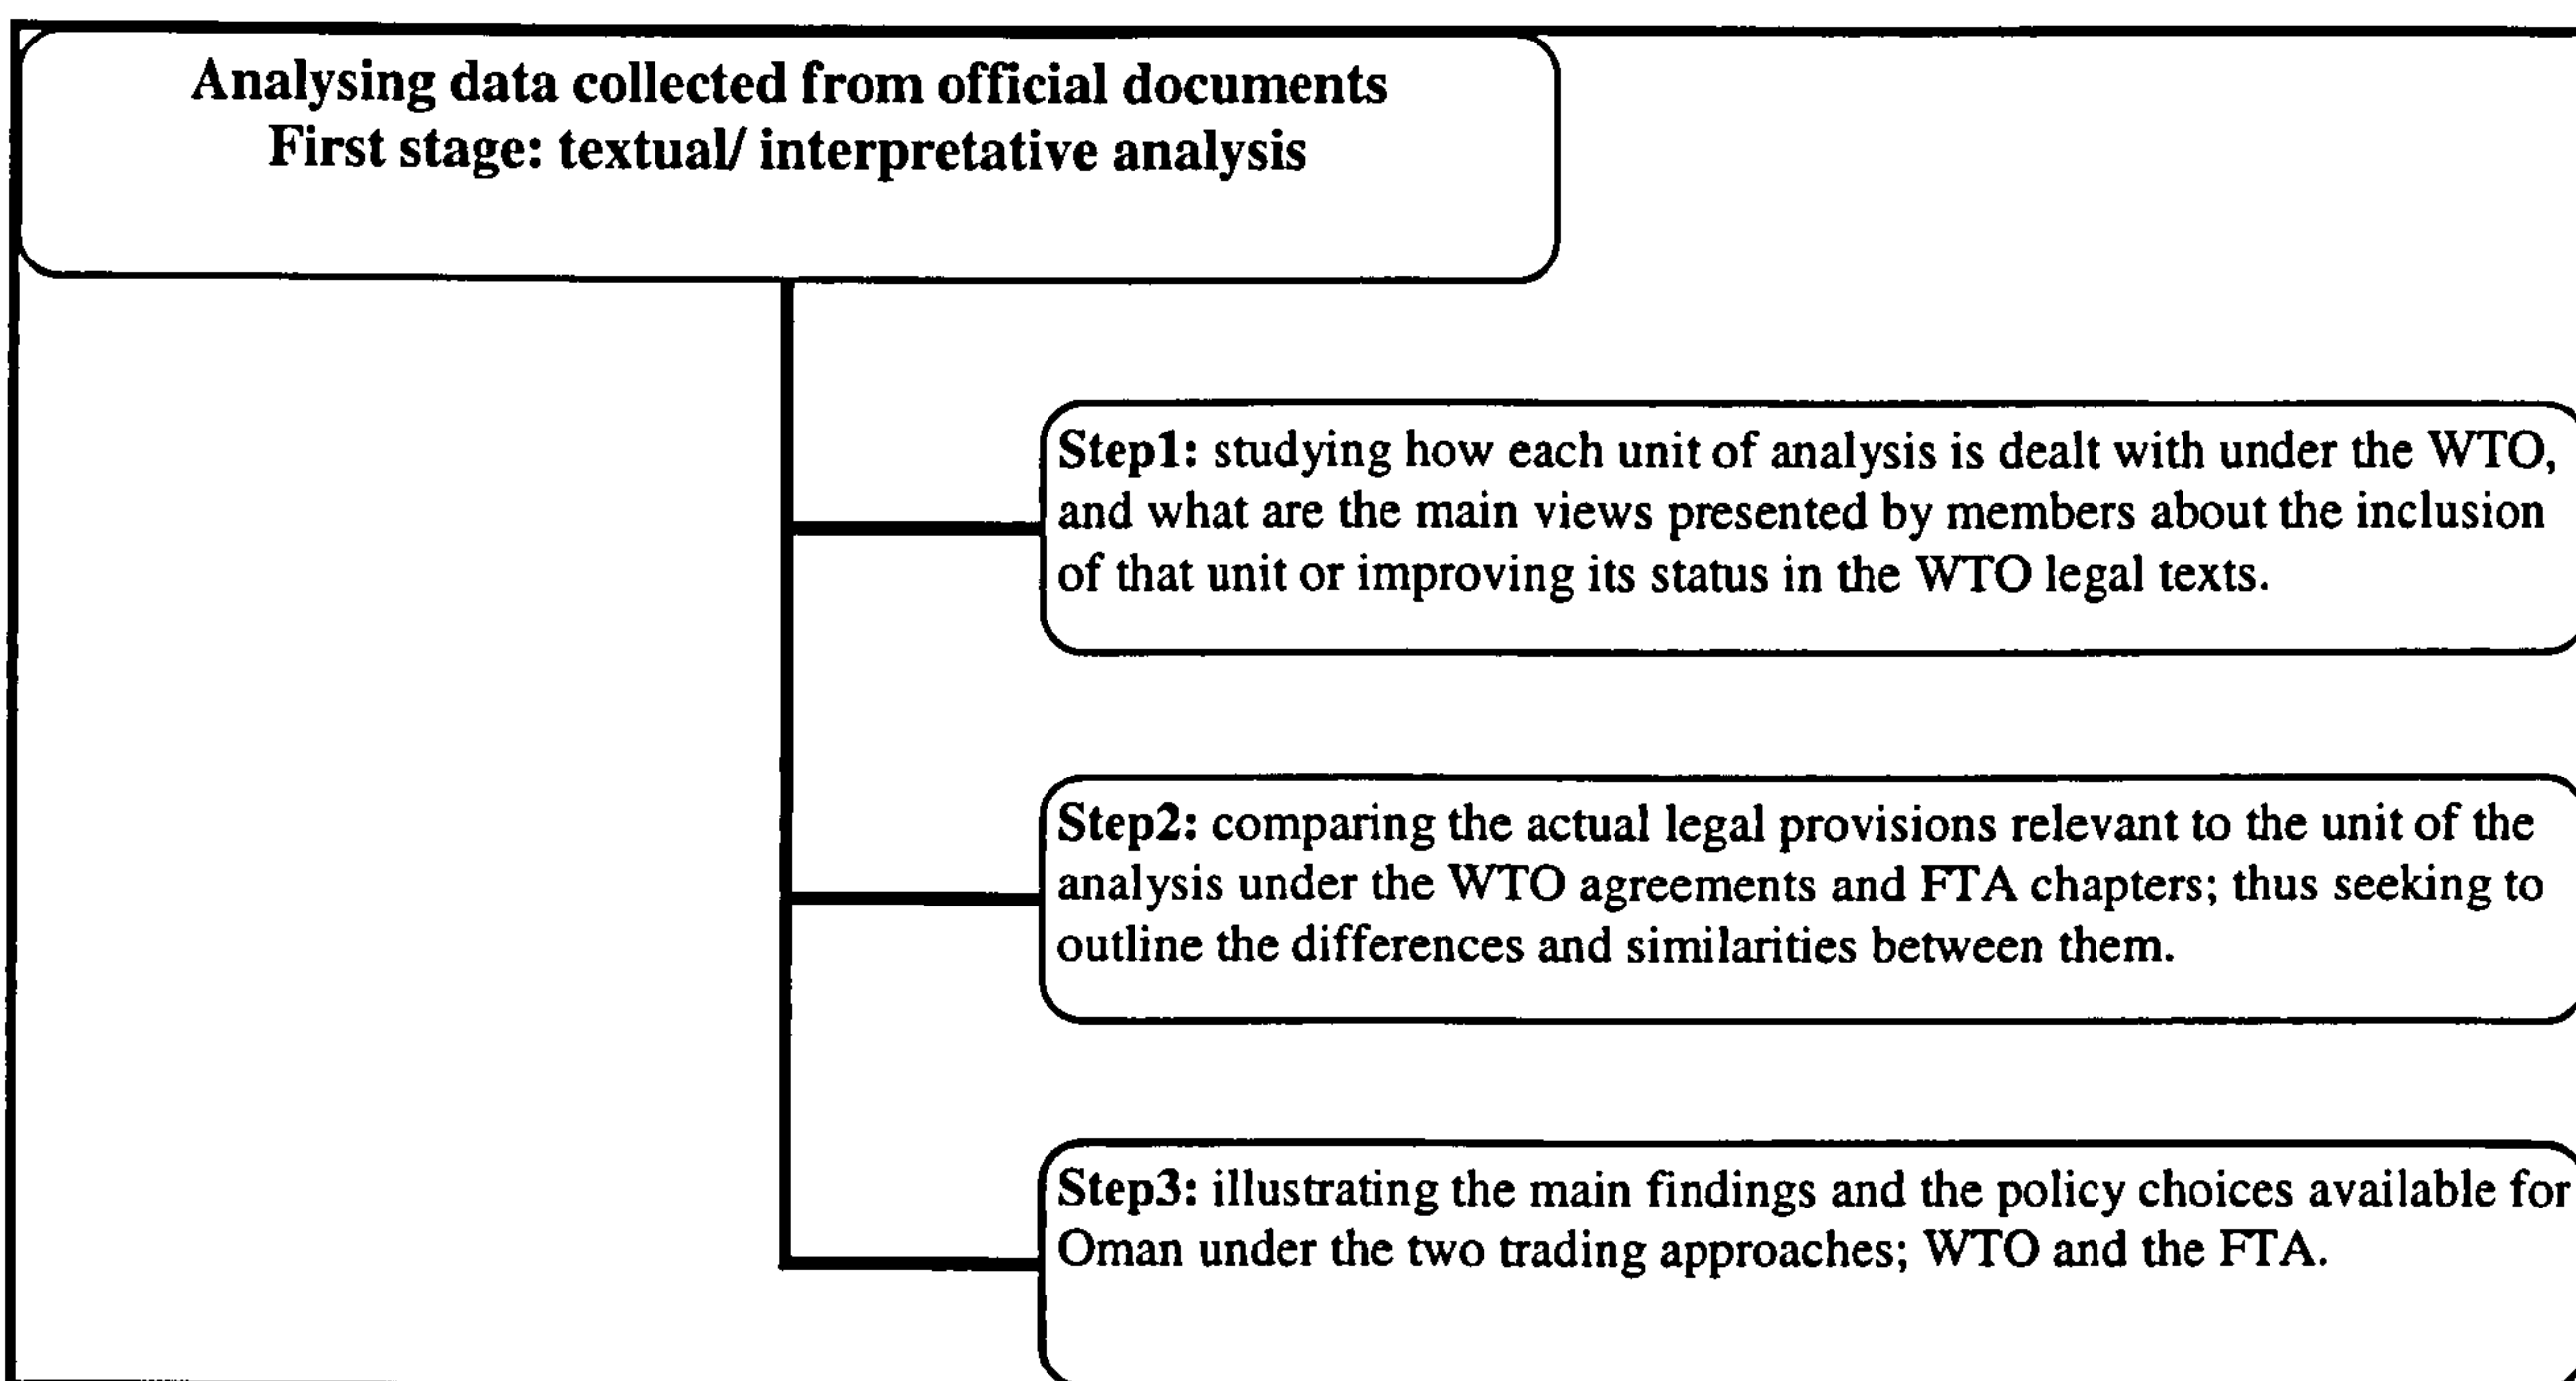 Analysing data collected from official documents
First stage: textual/ interpretative analysis
Step1: studying how each unit of analysis is dealt with under the WTO,
and what are the main views presented by members about the inclusion
of that unit or improving its status in the WTO legal texts.
Step2: comparing the actual legal provisions relevant to the unit of the
analysis under the WTO agreements and FTA chapters; thus seeking to
outline the differences and similarities between them.
Step3: illustrating the main findings and the policy choices available for
Oman under the two trading approaches; WTO and the FTA.